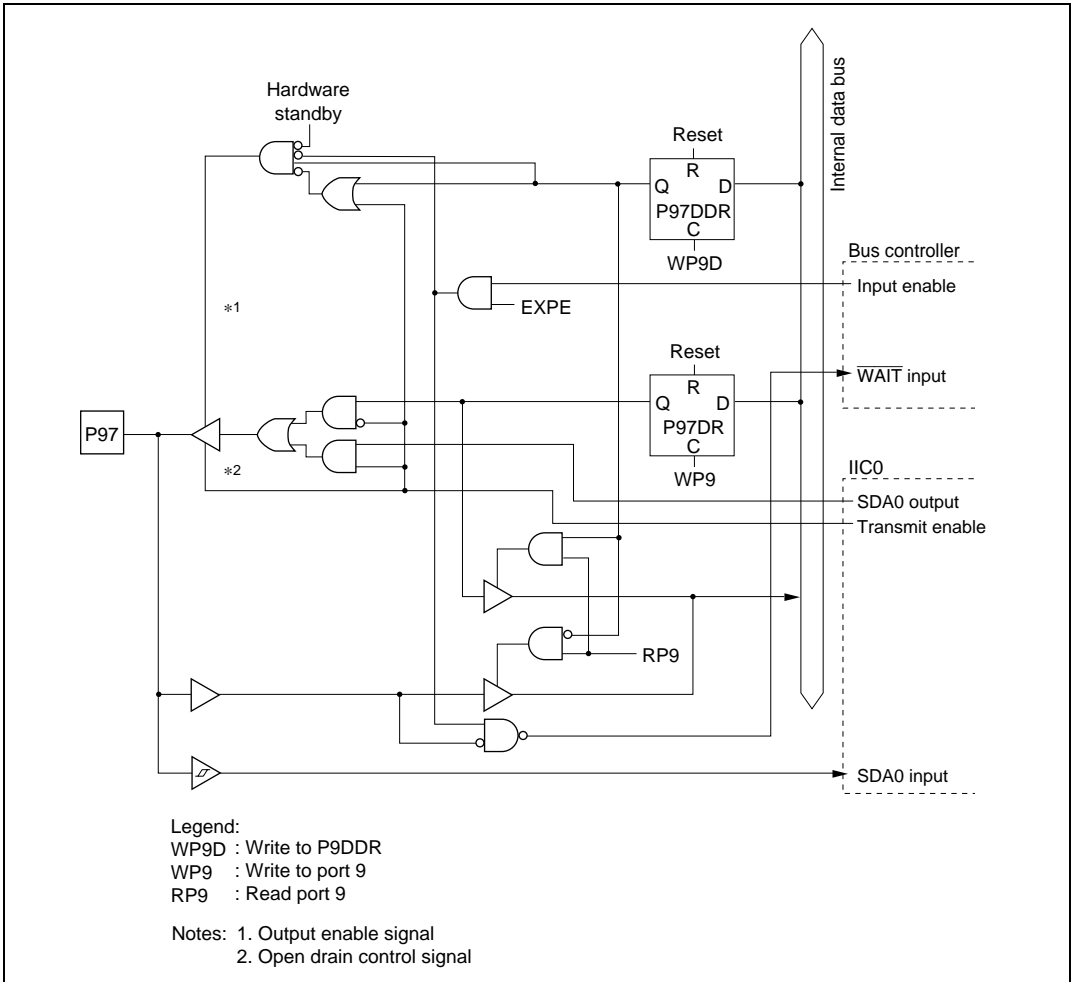 Hardware
standby
Internal data bus
Reset
R
Q D
P97DDR
C
WP9D
Bus controller
Input enable
EXPE
*1
Reset
WAIT input
R
Q D
P97DR
C
P97
WP9
*2
IIC0
SDA0 output
Transmit enable
RP9
SDA0 input
Legend:
WP9D : Write to P9DDR
WP9 : Write to port 9
RP9 : Read port 9
Notes: 1. Output enable signal
2. Open drain control signal